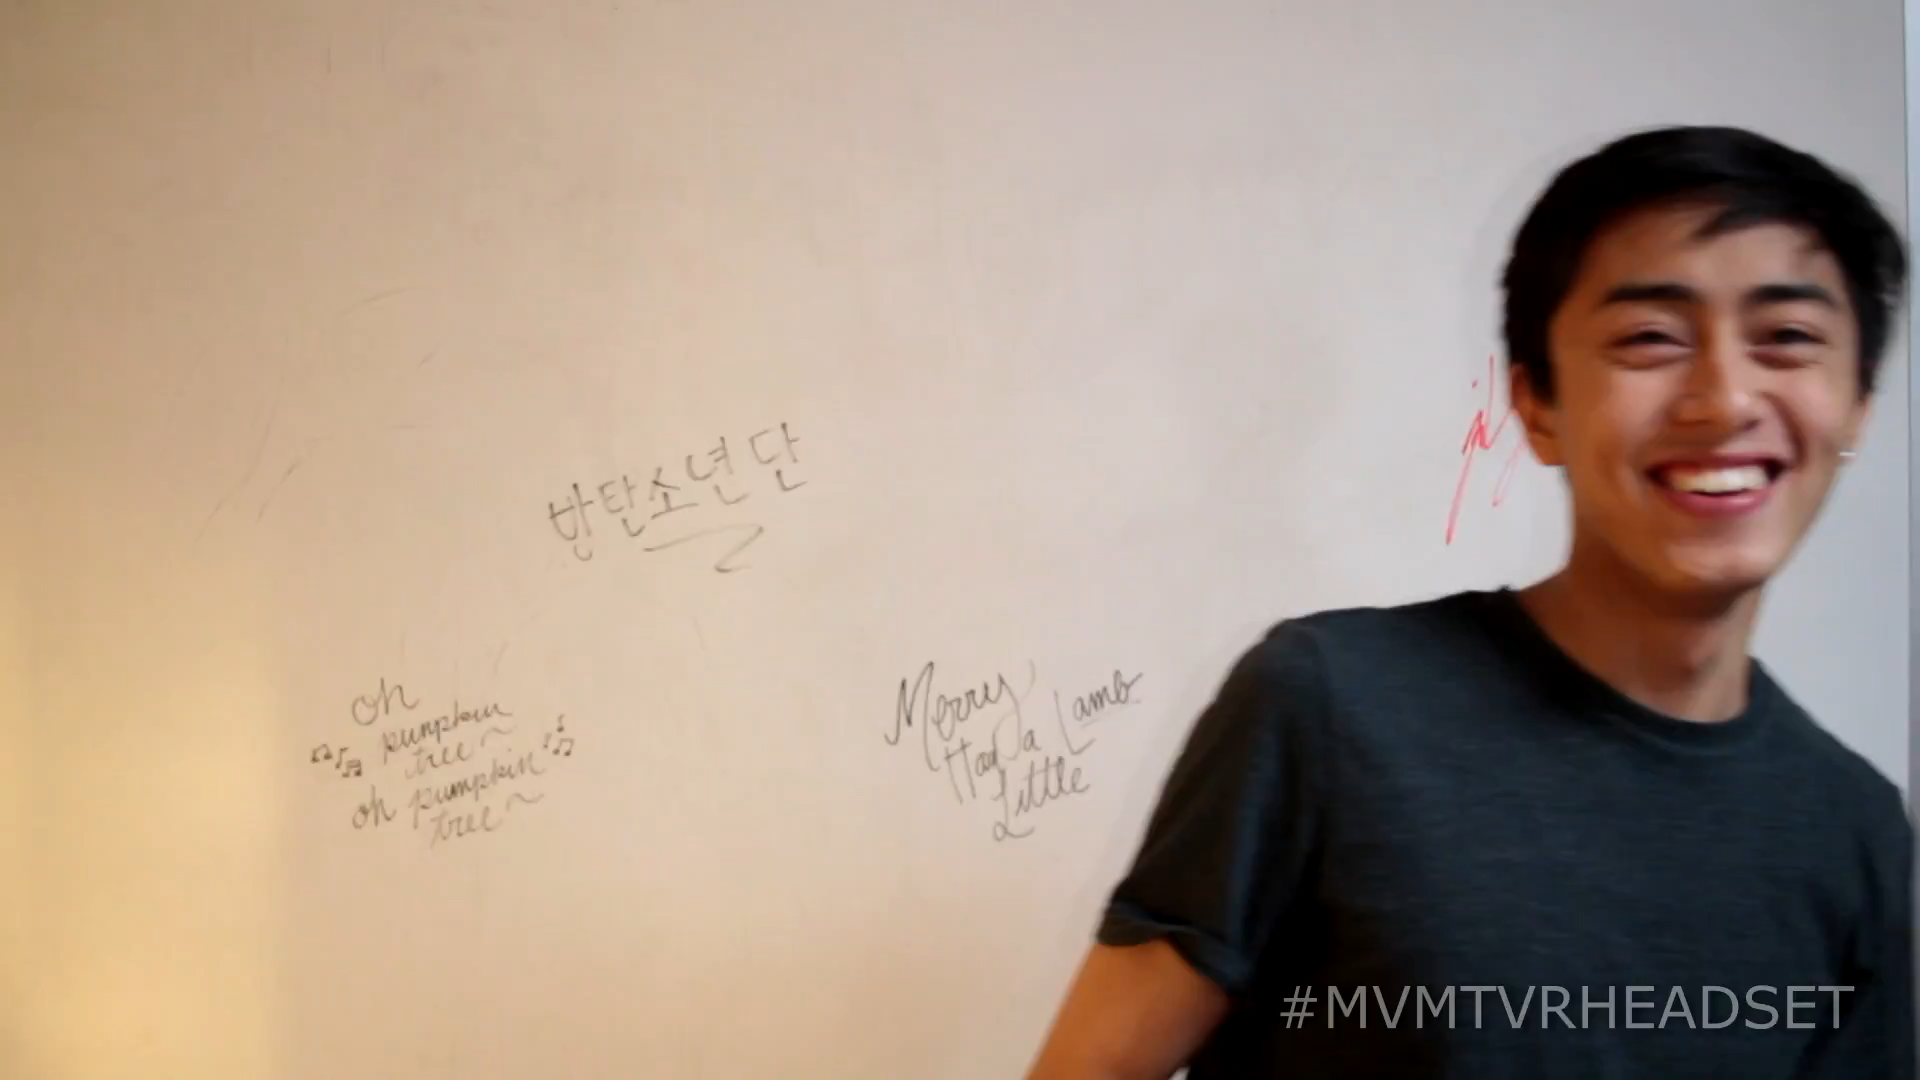 방탄소년단
oh
pumpkin
tree~
oh pumpkin
tree~
Merry
Had a Lamb
Little
#MVMTVRHEADSET